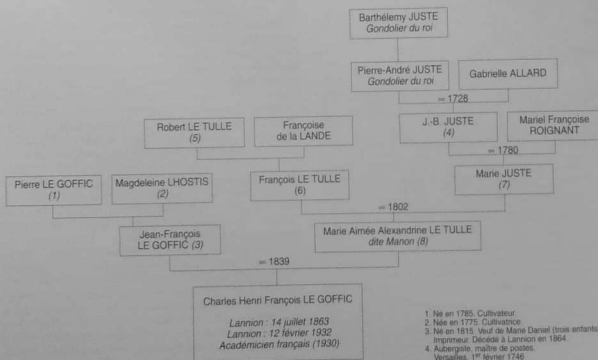 Barthélemy JUSTE
Gondolier du roi
Pierre-André JUSTE
Gondolier du roi
Gabrielle ALLARD
= 1728
Robert LE TULLE
(5)
Françoise
de la LANDE
J.-B. JUSTE
(4)
Mariel Françoise
ROIGNANT
= 1780
Pierre LE GOFFIC
(1)
Magdeleine LHOSTIS
(2)
François LE TULLE
(6)
Marie JUSTE
(7)
= 1802
Jean-François
LE GOFFIC (3)
Marie Aimée Alexandrine LE TULLE
dite Manon (8)
= 1839
Charles Henri François LE GOFFIC
Lannion : 14 juillet 1863
Lannion : 12 février 1932
Académicien français (1930)
1. Né en 1785. Cultivateur.
2. Née en 1775. Cultivatrice.
3. Né en 1815. Veuf de Marie Daniel (trois enfants
Imprimeur. Décédé à Lannion en 1864.
4. Aubergiste, maître de postes.
Versailles, 1er février 1746